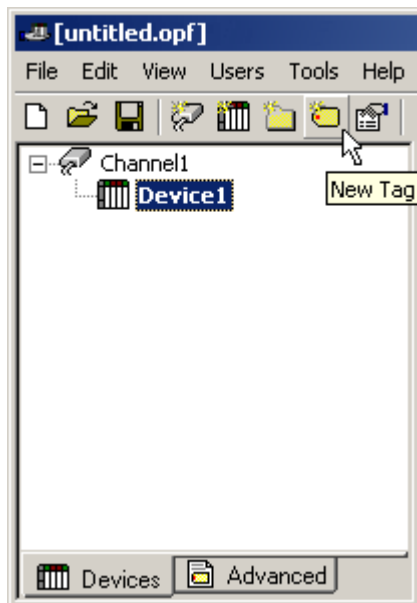 [untitled.opf]
File Edit View Users Tools Help
Channel1
New Tag
Device1
Devices Advanced